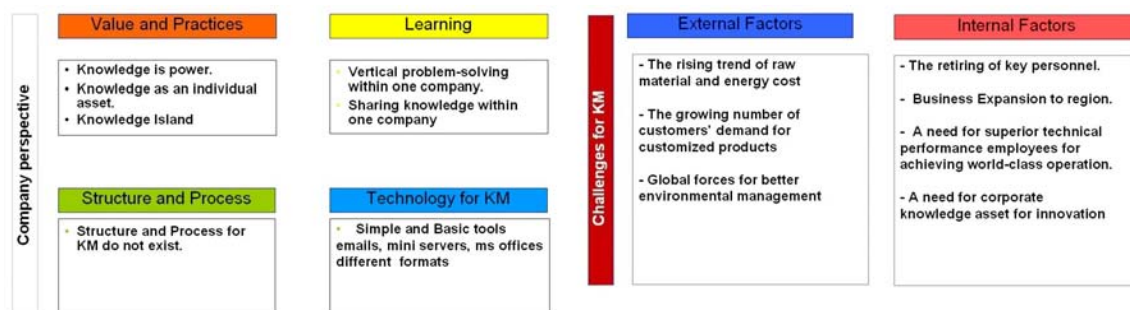 Company perspective
Value and Practices
• Knowledge is power.
• Knowledge as an individual
asset.
• Knowledge Island
Learning
• Vertical problem-solving
within one company.
• Sharing knowledge within
one company
Structure and Process
• Structure and Process for
KM do not exist.
Technology for KM
• Simple and Basic tools
emails, mini servers, ms offices
different formats
Challenges for KM
External Factors
- The rising trend of raw
material and energy cost
- The growing number of
customers' demand for
customized products
- Global forces for better
environmental management
Internal Factors
- The retiring of key personnel.
- Business Expansion to region.
- A need for superior technical
performance employees for
achieving world-class operation.
- A need for corporate
knowledge asset for innovation